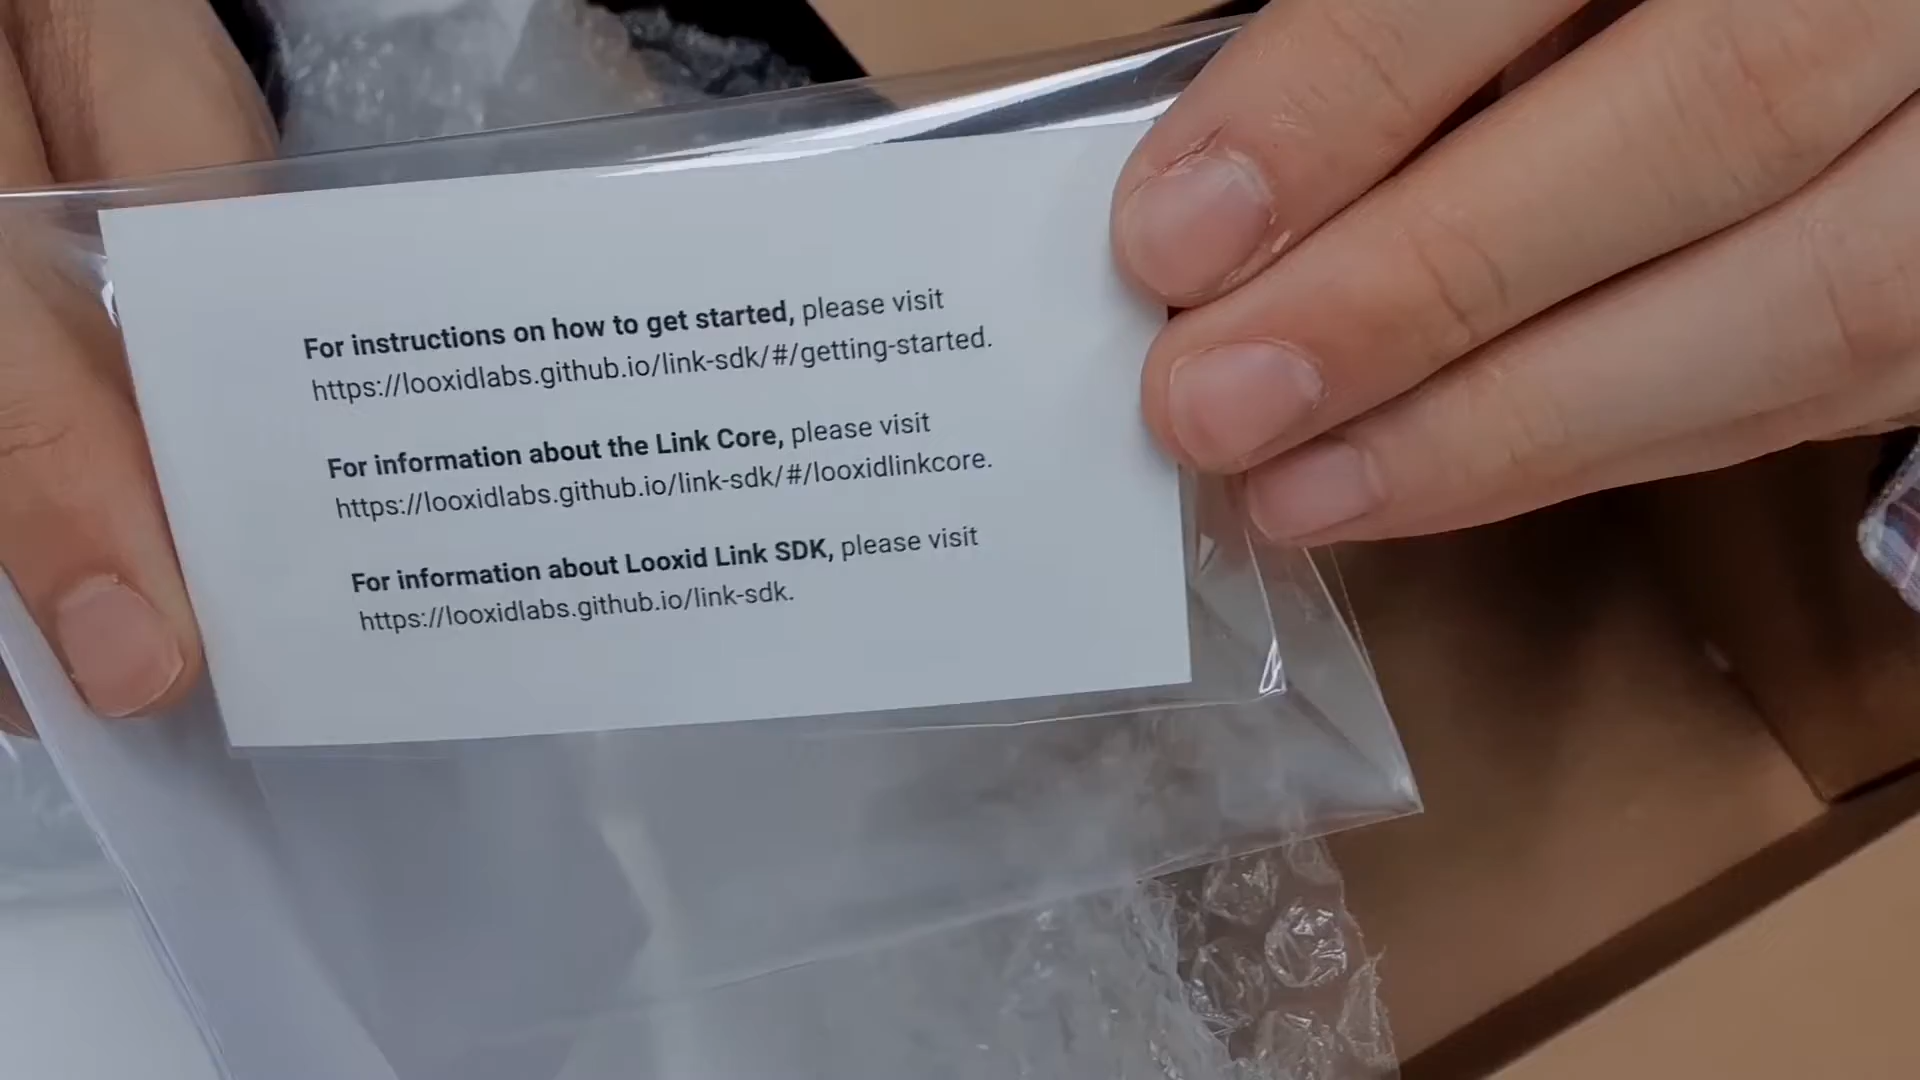 For instructions on how to get started, please visit
https://looxidlabs.github.io/link-sdk/#/getting-started.
For information about the Link Core, please visit
https://looxidlabs.github.io/link-sdk/#/looxidlinkcore.
For information about Looxid Link SDK, please visit
https://looxidlabs.github.io/link-sdk.